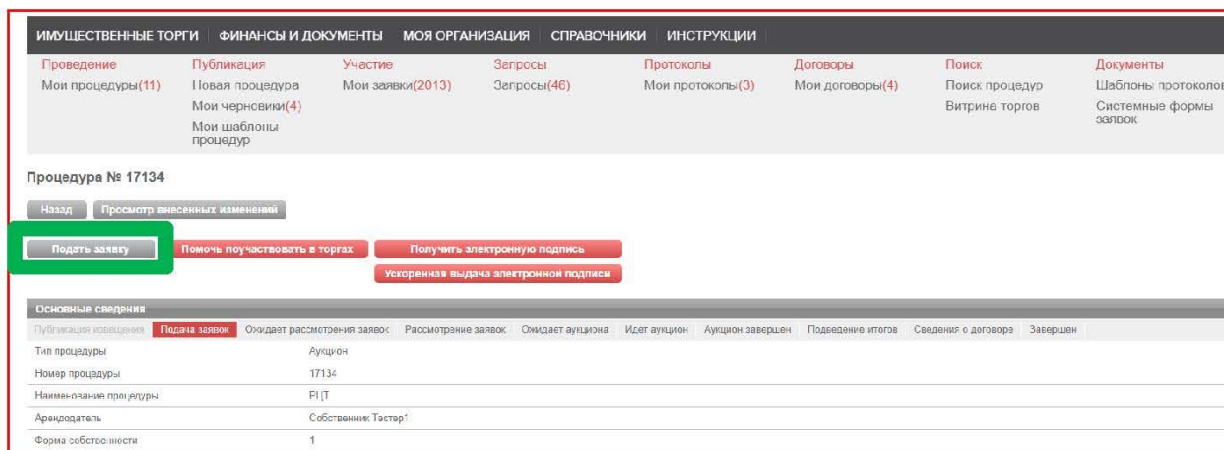 ИМУЩЕСТВЕННЫЕ ТОРГИ ФИНАНСЫ И ДОКУМЕНТЫ МОЯ ОРГАНИЗАЦИЯ СПРАВОЧНИКИ ИНСТРУКЦИИ
Проведение Публикация Участие Запросы Протоколы Договоры Поиск Документы
Мои процедуры(11) Новая процедура Мои заявки(2013) Запросы(46) Мои протоколы(3) Мои договоры(4) Поиск процедур Шаблоны протоколов
Мои черновики(4) Витрина торгов Системные формы
Мои шаблоны заявок
процедур
Процедура № 17134
Назад Просмотр внесенных изменений
Подать заявку Помочь поучаствовать в торгах Получить электронную подпись
Ускоренная выдача электронной подписи
Основные сведения
Публикация извещения Подача заявок Ожидает рассмотрения заявок Рассмотрение заявок Ожидает аукциона Идет аукцион Аукцион завершен Подведение итогов Сведения о договоре Завершен
Тип процедуры Аукцион
Номер процедуры 17134
Наименование процедуры
Арендодатель Собственник Тестер1
Форма собственности 1